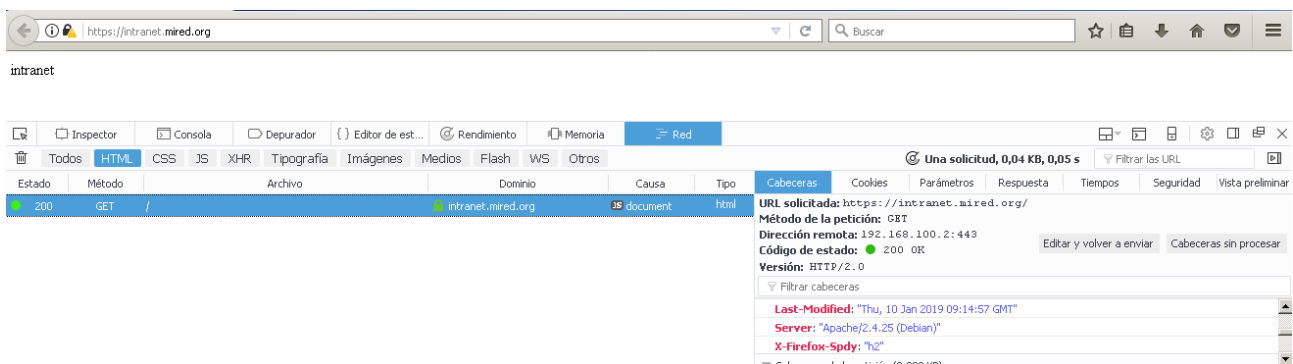 https://intranet.mired.org
Buscar
intranet
Inspector Consola Depurador { } Editor de est... Rendimiento Memoria Red
Todos HTML CSS JS XHR Tipografía Imágenes Medios Flash WS Otros Una solicitud, 0,04 KB, 0,05 s Filtrar las URL
Estado Método Archivo Dominio Causa Tipo Cabeceras Cookies Parámetros Respuesta Tiempos Seguridad Vista preliminar
200 GET / intranet.mired.org JS document html
URL solicitada: https://intranet.mired.org/
Método de la petición: GET
Dirección remota: 192.168.100.2:443
Editar y volver a enviar Cabeceras sin procesar
Código de estado: 200 OK
Versión: HTTP/2.0
Filtrar cabeceras
Last-Modified: "Thu, 10 Jan 2019 09:14:57 GMT"
Server: "Apache/2.4.25 (Debian)"
X-Firefox-Spdy: "h2"